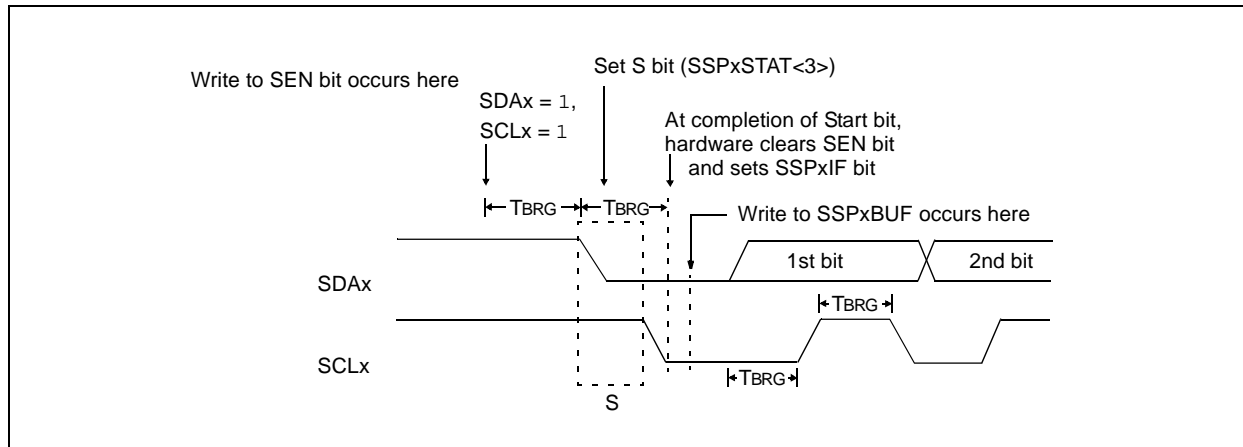 Write to SEN bit occurs here
Set S bit (SSPxSTAT<3>)
SDAx = 1,
SCLx = 1
At completion of Start bit,
hardware clears SEN bit
and sets SSPxIF bit
TBRG
TBRG
Write to SSPxBUF occurs here
SDAx
1st bit
2nd bit
TBRG
SCLx
TBRG
S